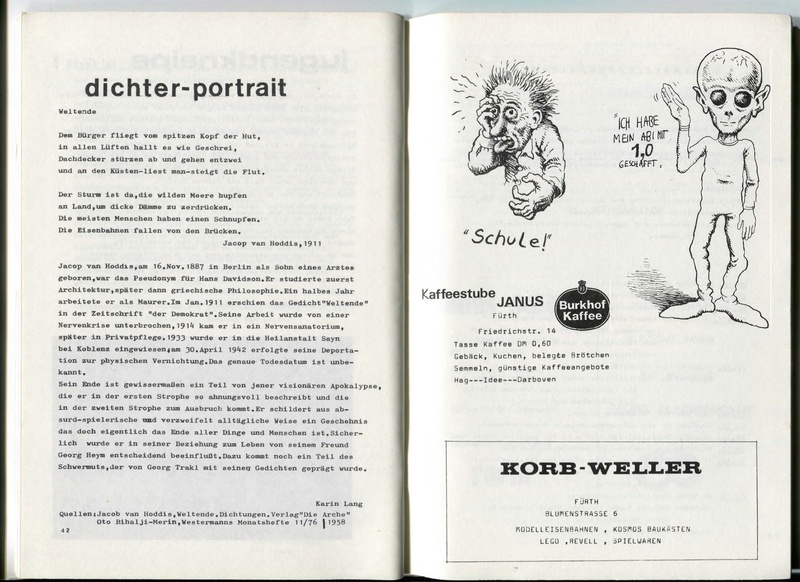 dichter-portrait
Weltende
Dem Bürger fliegt vom spitzen Kopf der Hut,
in allen Lüften hallt es wie Geschrei,
Dachdecker stürzen ab und gehen entzwei
und an den Küsten-liest man-steigt die Flut.
Der Sturm ist da,die wilden Meere hupfen
an Land,um dicke Dämme zu zerdrücken.
Die meisten Menschen haben einen Schnupfen.
Die Eisenbahnen fallen von den Brücken.
Jacop van Hoddis,1911
Jacop van Hoddis,am 16.Nov.1887 in Berlin als Sohn eines Arztes
geboren,war das Pseudonym für Hans Davidson.Er studierte zuerst
Architektur,später dann griechische Philosophie.Ein halbes Jahr
arbeitete er als Maurer.Im Jan.1911 erschien das Gedicht"Weltende"
in der Zeitschrift "der Demokrat".Seine Arbeit wurde von einer
Nervenkrise unterbrochen,1914 kam er in ein Nervensanatorium,
später in Privatpflege.1933 wurde er in die Heilanstalt Sayn
bei Koblenz eingewiesen;am 30.April 1942 erfolgte seine Deporta-
tion zur physischen Vernichtung.Das genaue Todesdatum ist unbe-
kannt.
Sein Ende ist gewissermaßen ein Teil von jener visionären Apokalypse,
die er in der ersten Strophe so ahnungsvoll beschreibt und die
in der zweiten Strophe zum Ausbruch kommt.Er schildert aus ab-
surd-spielerische und verzweifelt alltägliche Weise ein Geschehnis
das doch eigentlich das Ende aller Dinge und Menschen ist.Sicher-
lich wurde er in seiner Beziehung zum Leben von seinem Freund
Georg Heym entscheidend beeinflußt.Dazu kommt noch ein Teil des
Schwermuts,der von Georg Trakl mit seinen Gedichten geprägt wurde.
Karin Lang
Quellen:Jacob van Hoddis,Weltende.Dichtungen.Verlag"Die Arche"
Oto Bihalji-Merin,Westermanns Monatshefte 11/76 1958
42
"ICH HABE
MEIN ABI MIT
1,0
GESCHAFFT.
"Schule!"
Kaffeestube JANUS
Burkhof
Kaffee
Fürth
Friedrichstr. 14
Tasse Kaffee DM 0,60
Gebäck, Kuchen, belegte Brötchen
Semmeln, günstige Kaffeeangebote
Hag---Idee---Darboven
KORB-WELLER
FÜRTH
BLUMENSTRASSE 6
MODELLEISENBAHNEN , KOSMOS BAUKÄSTEN
LEGO ,REVELL , SPIELWAREN